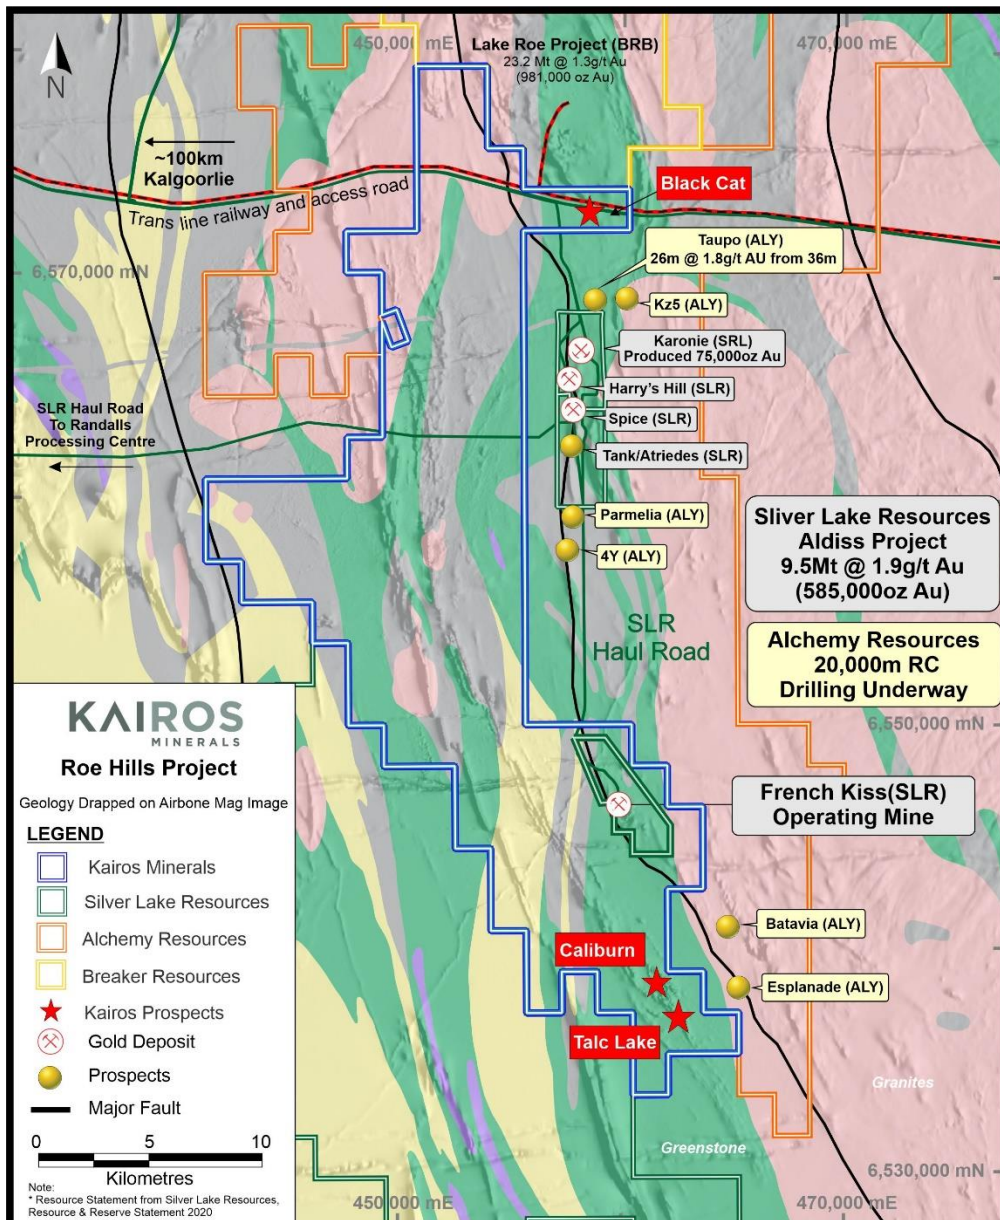 450,000 mE
470,000 mE
Lake Roe Project (BRB)
23.2 Mt @ 1.3g/t Au
(981,000 oz Au)
N
~100km
Kalgoorlie
Trans line railway and access road
Black Cat
Taupo (ALY)
26m @ 1.8g/t AU from 36m
6,570,000 mN
Kz5 (ALY)
Karonie (SRL)
Produced 75,000oz Au
Harry's Hill (SLR)
Spice (SLR)
SLR Haul Road
To Randalls
Processing Centre
Tank/Atriedes (SLR)
Parmelia (ALY)
4Y (ALY)
Sliver Lake Resources
Aldiss Project
9.5Mt @ 1.9g/t Au
(585,000oz Au)
SLR
Haul Road
Alchemy Resources
20,000m RC
Drilling Underway
6,550,000 mN
French Kiss(SLR)
Operating Mine
Batavia (ALY)
Caliburn
Esplanade (ALY)
Talc Lake
Granites
Greenstone
6,530,000 mN
450,000 mE
470,000 mE
KAIROS
MINERALS
Roe Hills Project
Geology Drapped on Airbone Mag Image
LEGEND
Kairos Minerals
Silver Lake Resources
Alchemy Resources
Breaker Resources
Kairos Prospects
Gold Deposit
Prospects
Major Fault
0 5 10
Kilometres
Note:
* Resource Statement from Silver Lake Resources,
Resource & Reserve Statement 2020